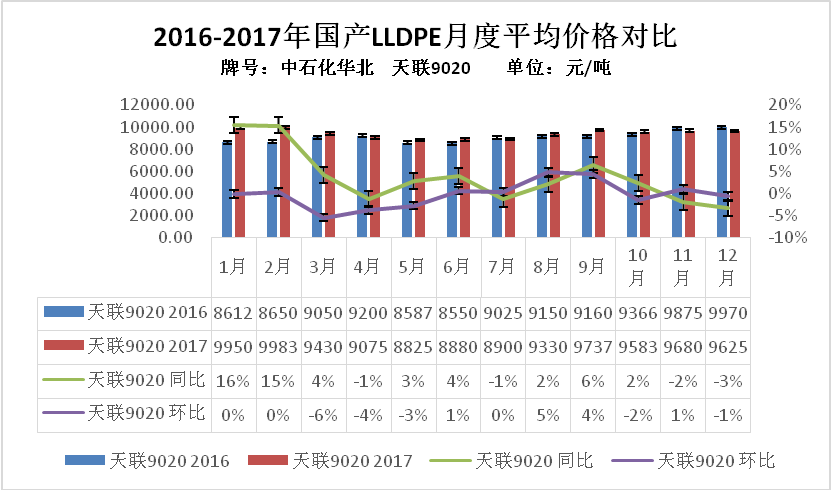 2016-2017年国产LLDPE月度平均价格对比
牌号：中石化华北 天联9020 单位：元/吨
12000.00 20%
10000.00 15%
8000.00 10%
6000.00 5%
4000.00 0%
2000.00 -5%
0.00 -10%
1月 2月 3月 4月 5月 6月 7月 8月 9月 10月 11月 12月
天联9020 2016 8612 8650 9050 9200 8587 8550 9025 9150 9160 9366 9875 9970
天联9020 2017 9950 9983 9430 9075 8825 8880 8900 9330 9737 9583 9680 9625
天联9020 同比 16% 15% 4% -1% 3% 4% -1% 2% 6% 2% -2% -3%
天联9020 环比 0% 0% -6% -4% -3% 1% 0% 5% 4% -2% 1% -1%
天联9020 2016 天联9020 2017 天联9020 同比 天联9020 环比